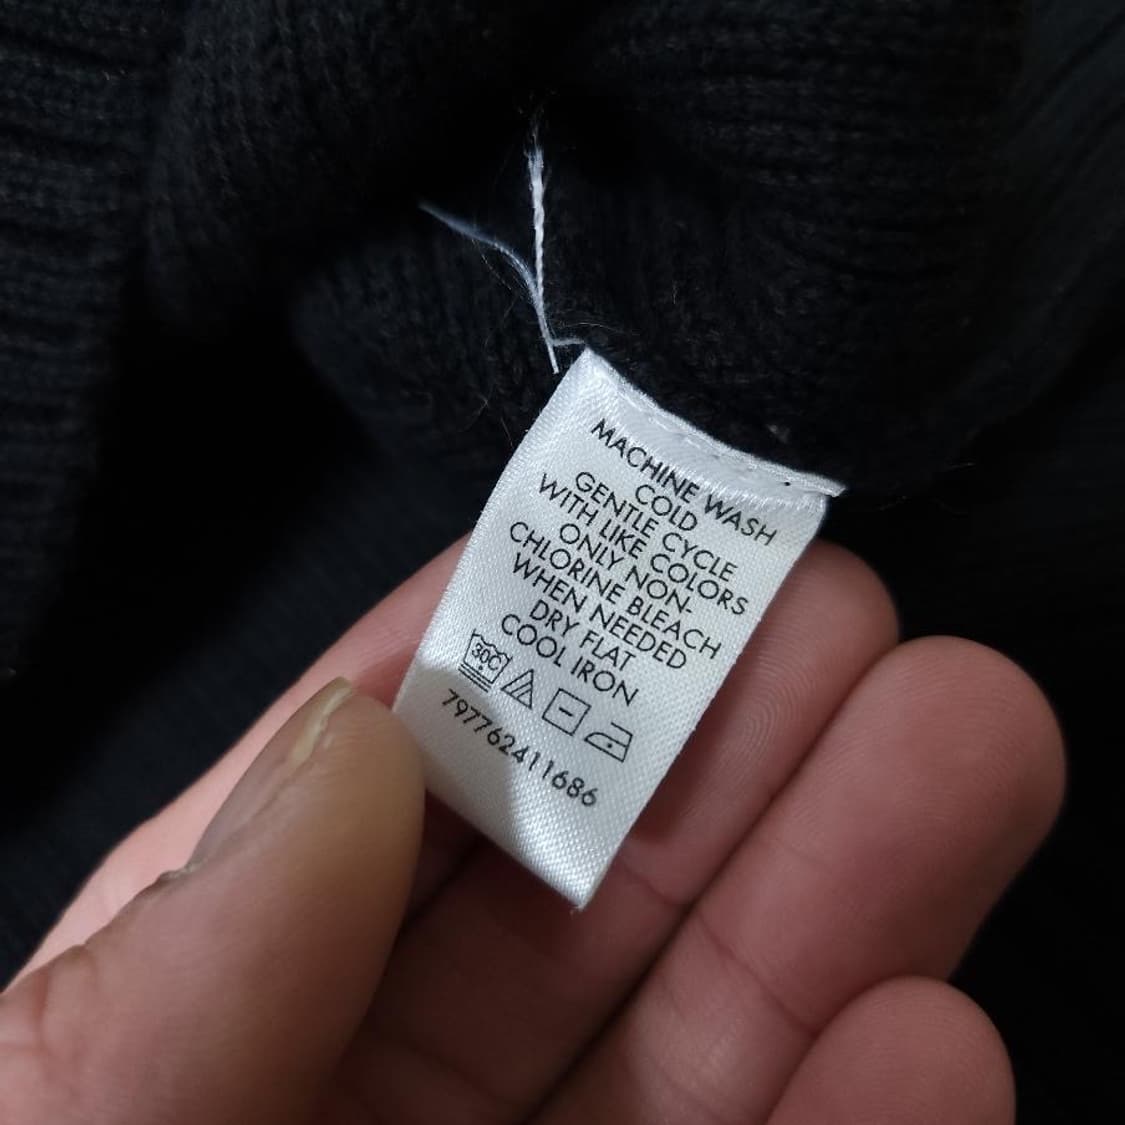 MACHINE WASH
COLD
GENTLE CYCLE
WITH LIKE COLORS
ONLY NON-
CHLORINE BLEACH
WHEN NEEDED
DRY FLAT
COOL IRON
30C
797762411686